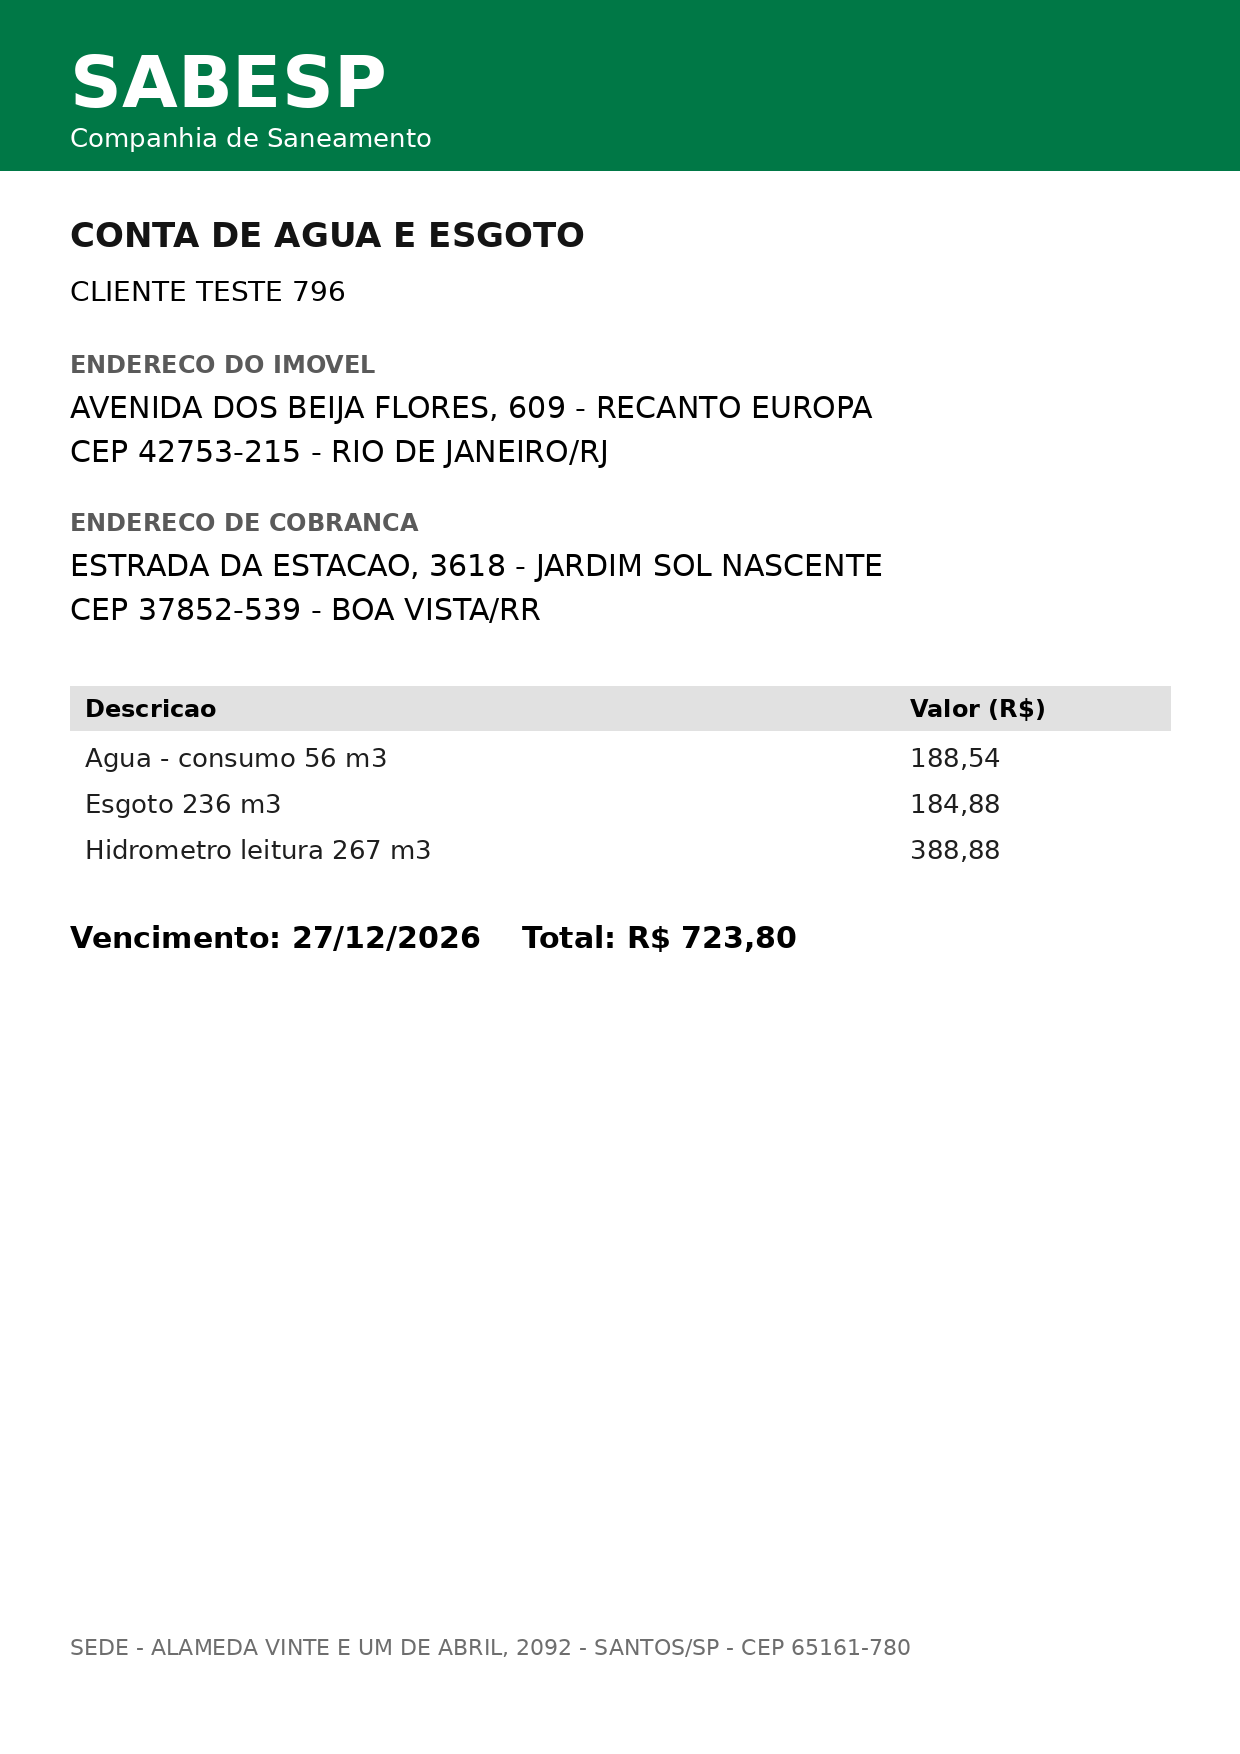 SABESP
Companhia de Saneamento
CONTA DE AGUA E ESGOTO
CLIENTE TESTE 796
ENDERECO DO IMOVEL
AVENIDA DOS BEIJA FLORES, 609 - RECANTO EUROPA
CEP 42753-215 - RIO DE JANEIRO/RJ
ENDERECO DE COBRANCA
ESTRADA DA ESTACAO, 3618 - JARDIM SOL NASCENTE
CEP 37852-539 - BOA VISTA/RR
Descricao Valor (R$)
Agua - consumo 56 m3 188,54
Esgoto 236 m3 184,88
Hidrometro leitura 267 m3 388,88
Vencimento: 27/12/2026 Total: R$ 723,80
SEDE - ALAMEDA VINTE E UM DE ABRIL, 2092 - SANTOS/SP - CEP 65161-780